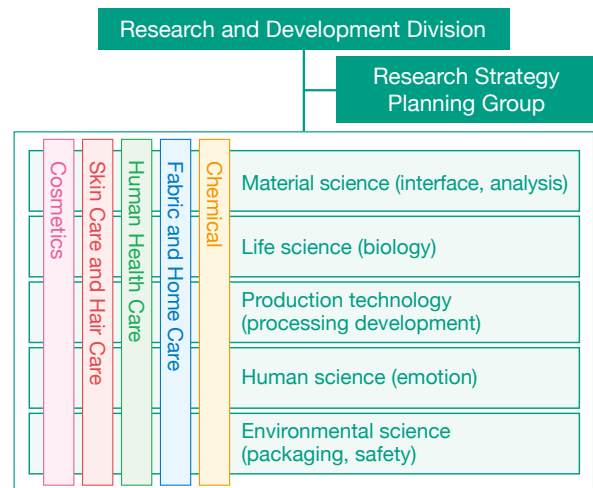 Research and Development Division
Research Strategy
Planning Group
Cosmetics
Skin Care and Hair Care
Human Health Care
Fabric and Home Care
Chemical
Material science (interface, analysis)
Life science (biology)
Production technology
(processing development)
Human science (emotion)
Environmental science
(packaging, safety)